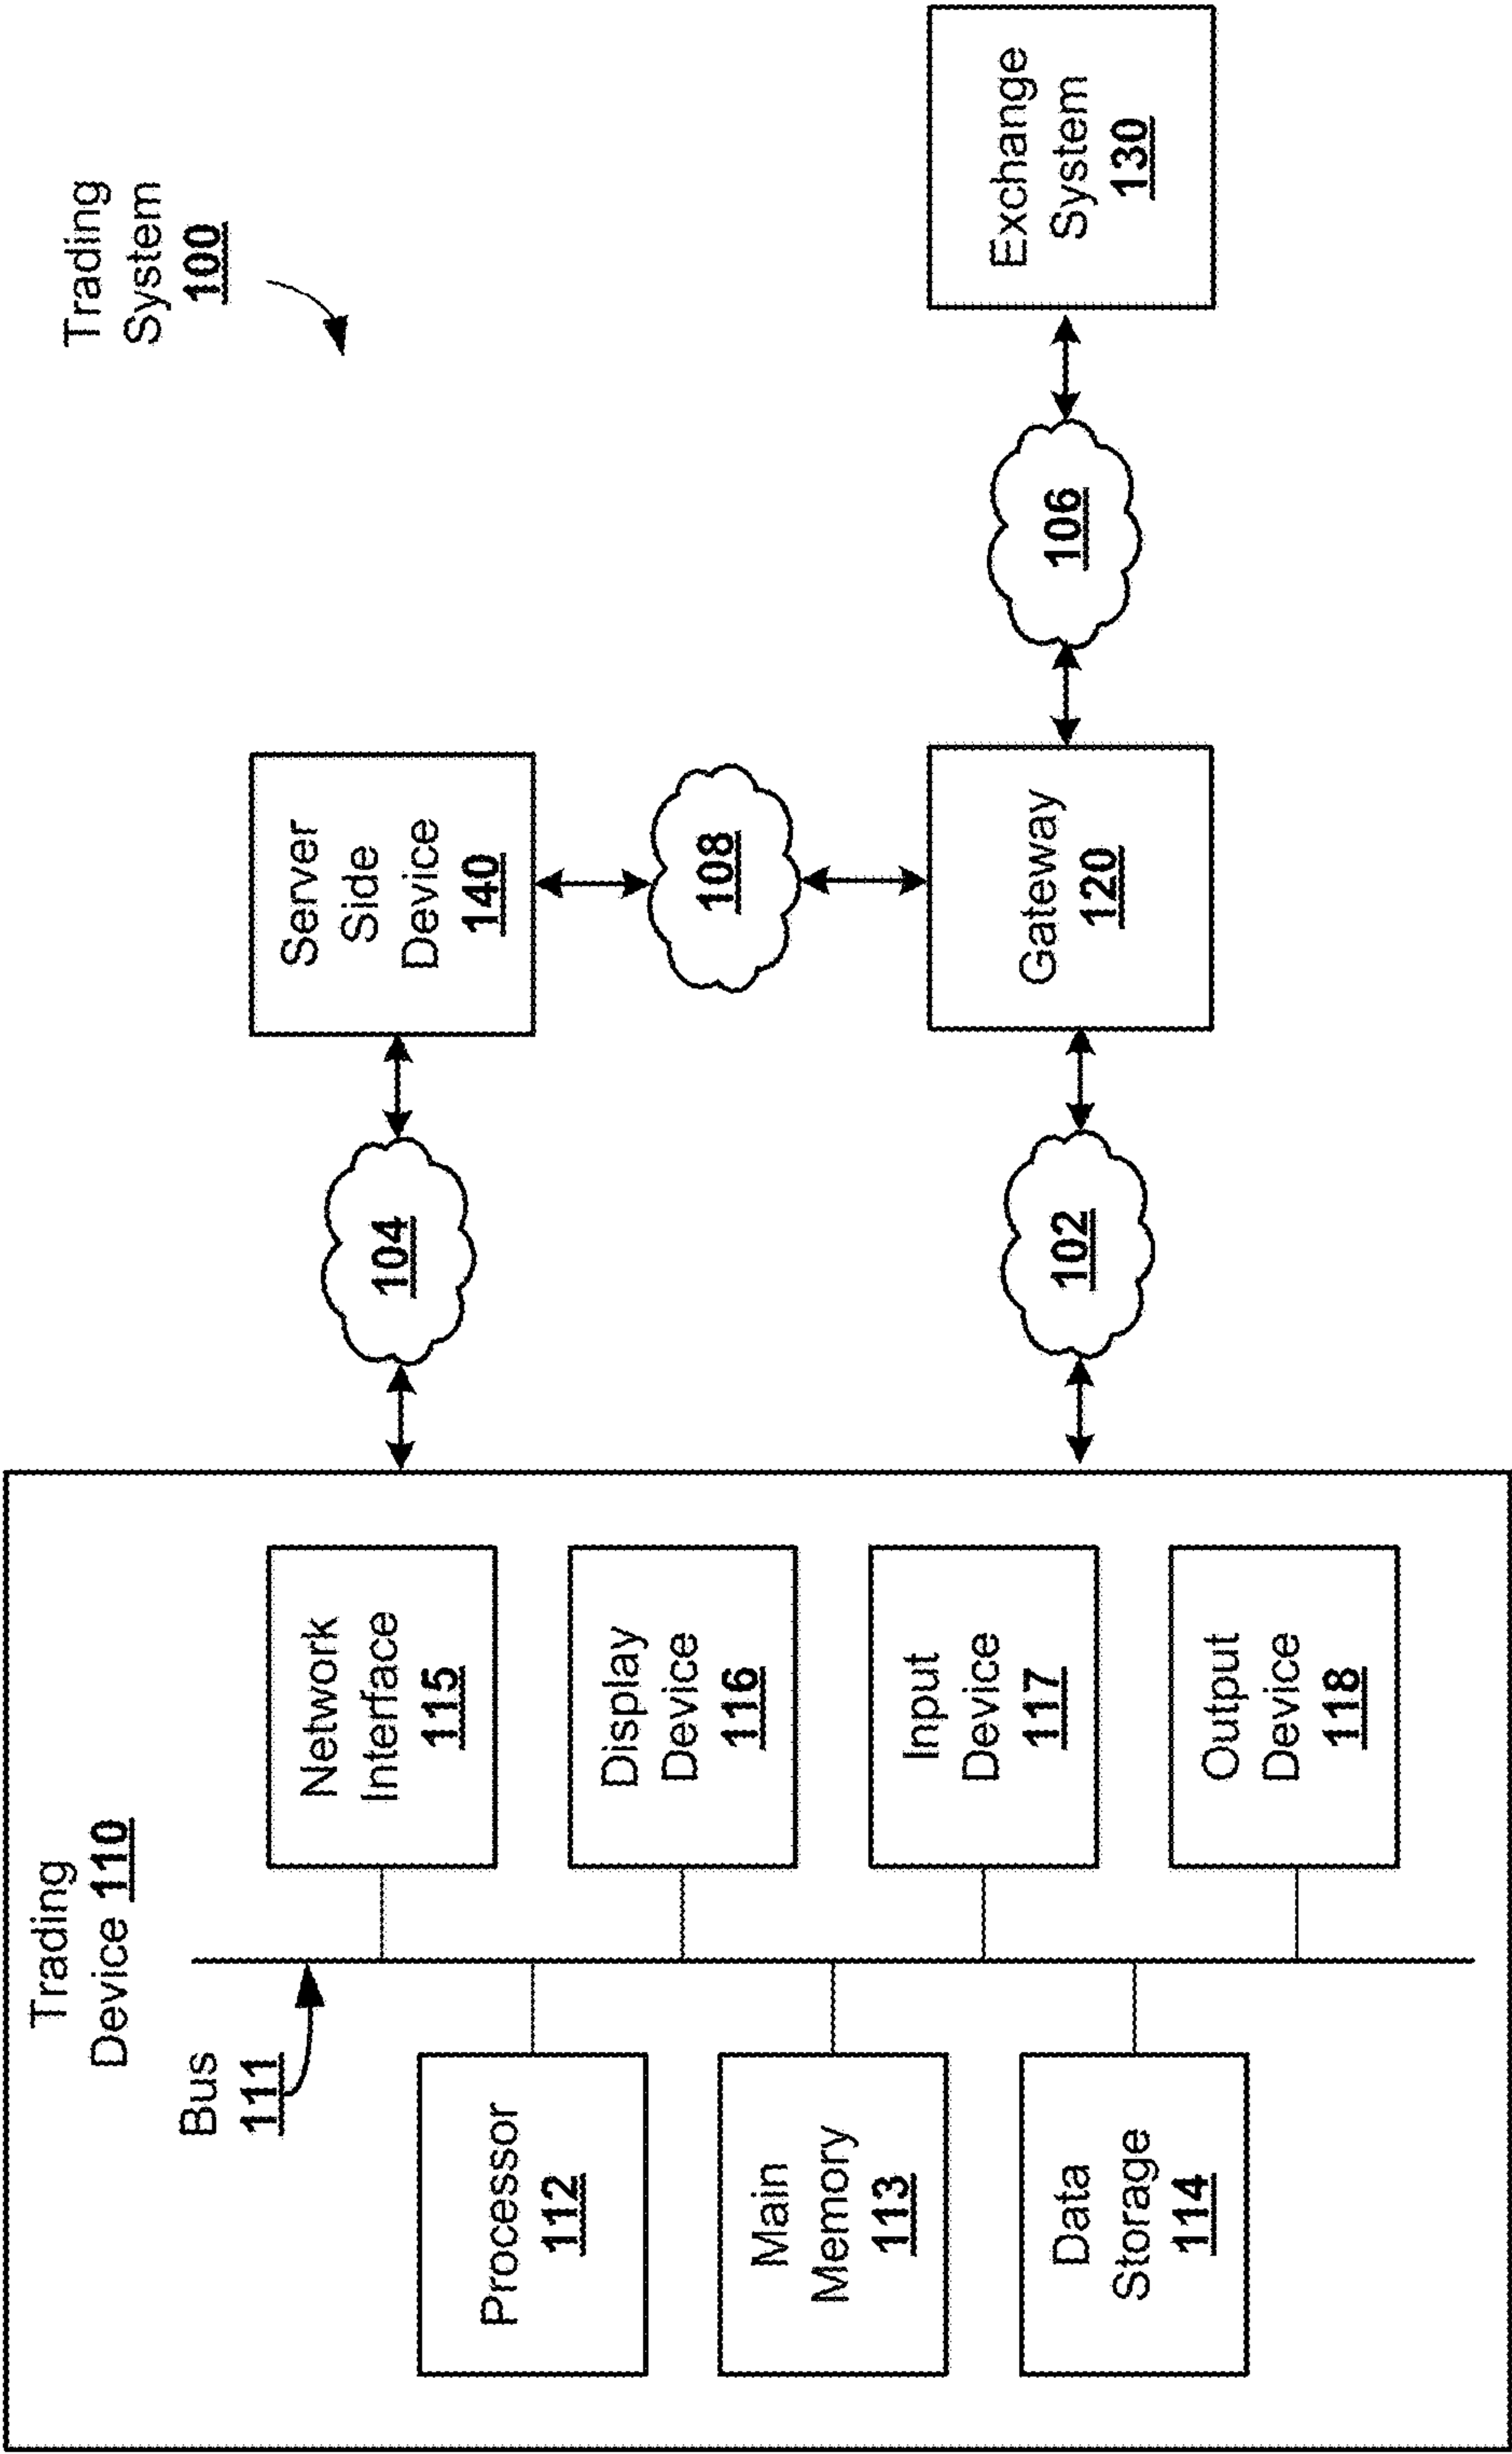 Trading
System
100
Trading
Device 110
Bus
111
Processor
112
Main
Memory
113
Data
Storage
114
Network
Interface
115
Display
Device
116
Input
Device
117
Output
Device
118
104
102
Server
Side
Device
140
108
Gateway
120
106
Exchange
System
130